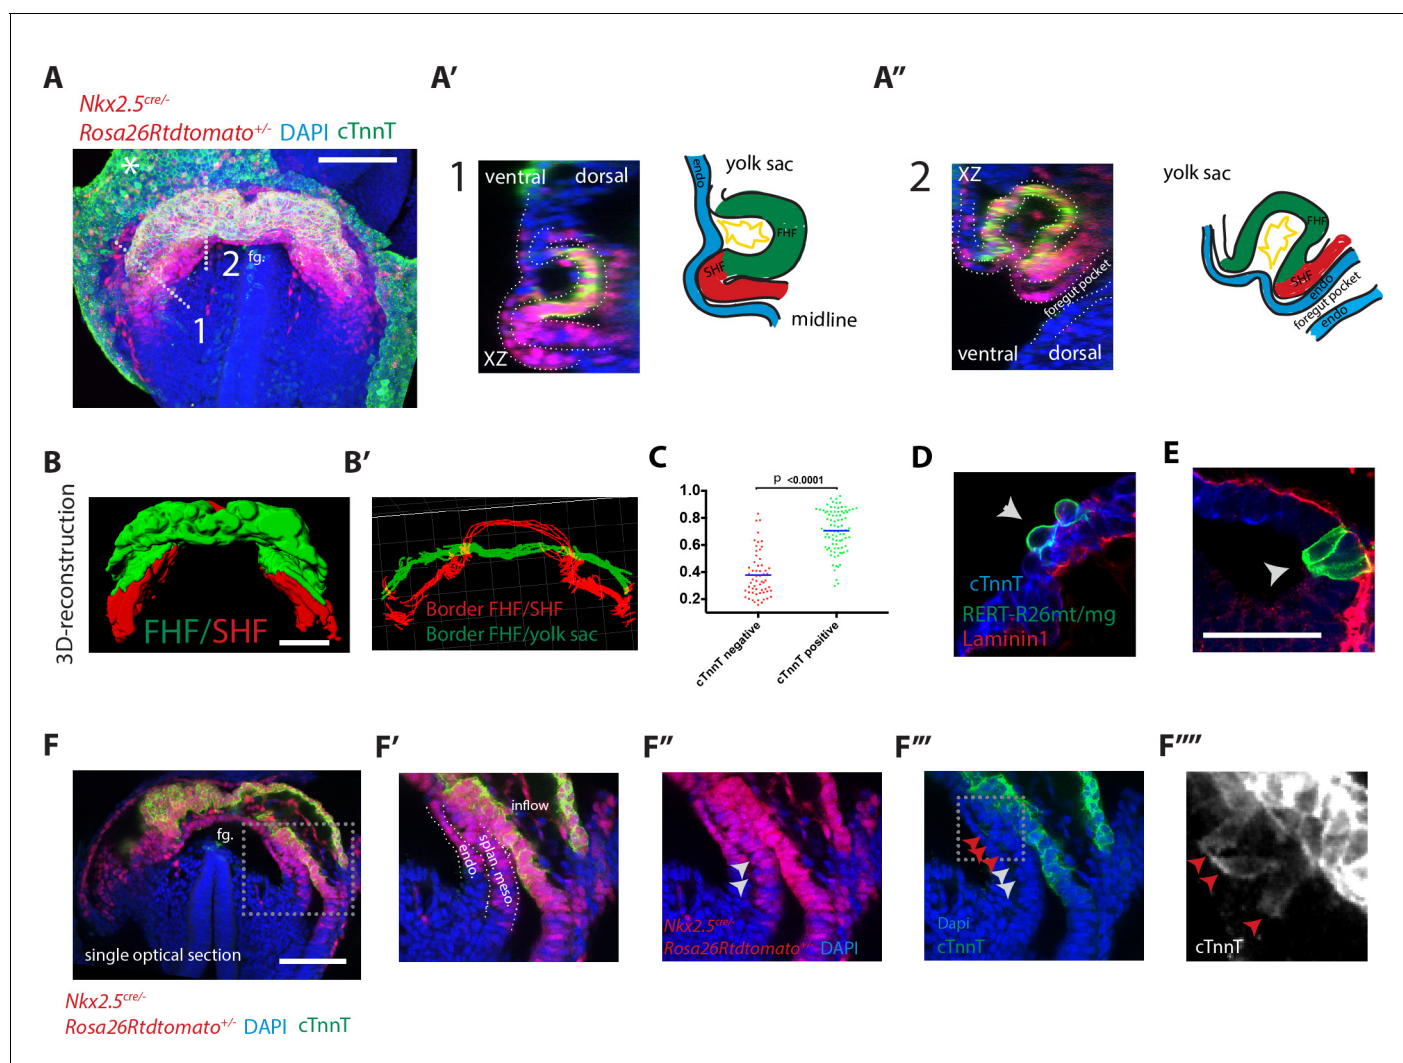 A
Nkx2.5cre/-
Rosa26Rtdtomato+/- DAPI cTnnT
*
fg.
2
1
A'
1
ventral dorsal
XZ
endo
yolk sac
FHF
SHF
midline
A''
2
XZ
foregut pocket
ventral dorsal
yolk sac
FHF
SHF
endo
foregut pocket
endo
B
3D-reconstruction
FHF/SHF
B'
Border FHF/SHF
Border FHF/yolk sac
C
p <0.0001
1.0
0.8
0.6
0.4
0.2
cTnnT negative
cTnnT positive
D
cTnnT
RERT-R26mt/mg
Laminin1
E
F
fg.
single optical section
Nkx2.5cre/-
Rosa26Rtdtomato+/- DAPI cTnnT
F'
inflow
endo.
splan. meso.
F''
Nkx2.5cre/-
Rosa26Rtdtomato+/- DAPI
F'''
Dapi
cTnnT
F'''''
cTnnT